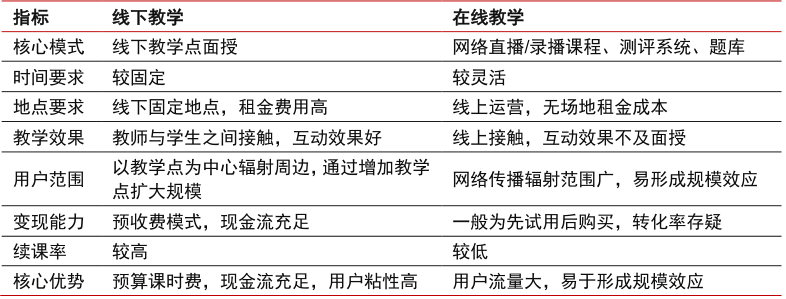 指标 线下教学 在线教学
核心模式 线下教学点面授 网络直播/录播课程、测评系统、题库
时间要求 较固定 较灵活
地点要求 线下固定地点，租金费用高 线上运营，无场地租金成本
教学效果 教师与学生之间接触，互动效果好 线上接触，互动效果不及面授
用户范围 以教学点为中心辐射周边，通过增加教学
点扩大规模 网络传播辐射范围广，易形成规模效应
变现能力 预收费模式，现金流充足 一般为先试用后购买，转化率存疑
续课率 较高 较低
核心优势 预算课时费，现金流充足，用户粘性高 用户流量大，易于形成规模效应